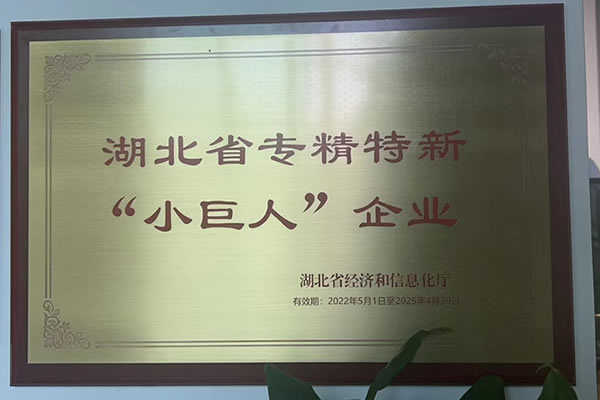 湖北省专精特新
“小巨人”企业
湖北省经济和信息化厅
有效期：2022年5月1日至2025年4月30日